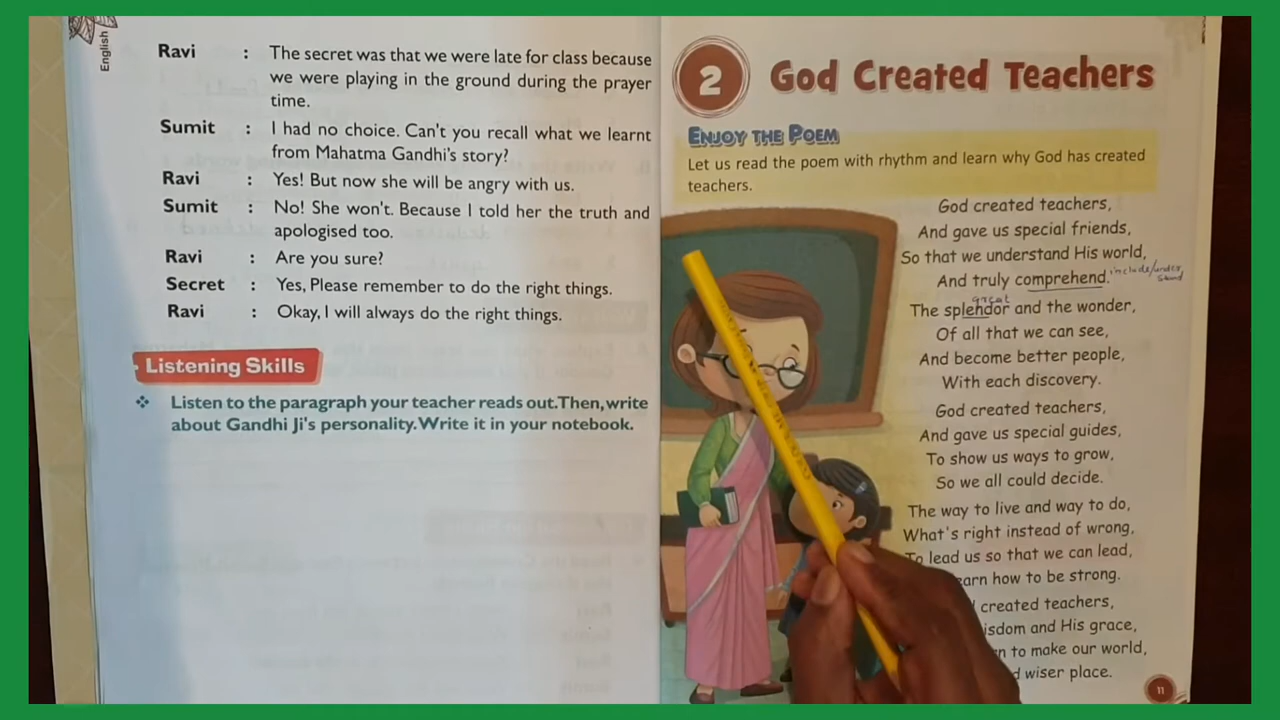 English
Ravi : The secret was that we were late for class because
we were playing in the ground during the prayer
time.
Sumit : I had no choice. Can't you recall what we learnt
from Mahatma Gandhi's story?
Ravi : Yes! But now she will be angry with us.
Sumit : No! She won't. Because I told her the truth and
apologised too.
Ravi : Are you sure?
Secret : Yes, Please remember to do the right things.
Ravi : Okay, I will always do the right things.
Listening Skills
❖ Listen to the paragraph your teacher reads out.Then, write
about Gandhi Ji's personality. Write it in your notebook.
2 God Created Teachers
ENJOY THE POEM
Let us read the poem with rhythm and learn why God has created
teachers.
God created teachers,
And gave us special friends,
So that we understand His world,
And truly comprehend. include/under
stand
great
The splendor and the wonder,
Of all that we can see,
And become better people,
With each discovery.
God created teachers,
And gave us special guides,
To show us ways to grow,
So we all could decide.
The way to live and way to do,
What's right instead of wrong,
To lead us so that we can lead,
earn how to be strong.
created teachers,
isdom and His grace,
n to make our world,
d wiser place.
11